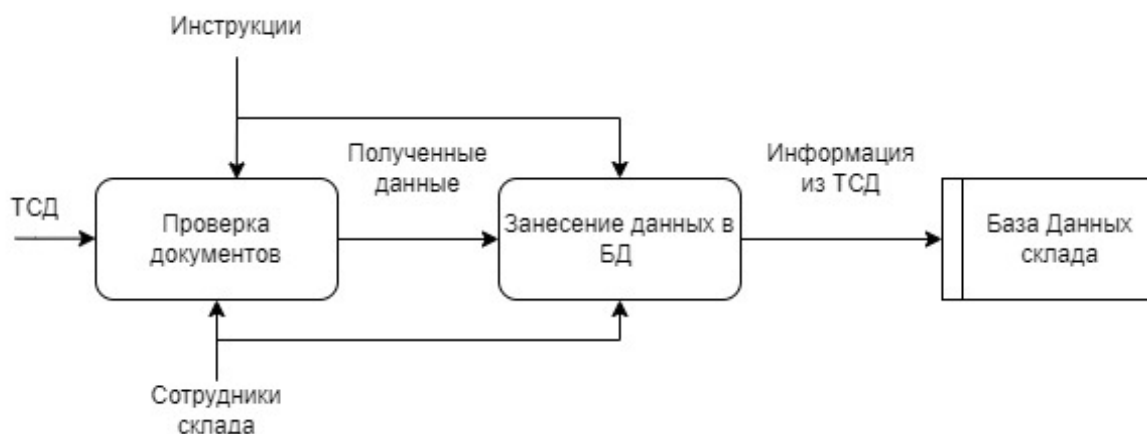 Инструкции
Полученные
данные
Информация
из ТСД
ТСД
Проверка
документов
Занесение данных в
БД
База Данных
склада
Сотрудники
склада